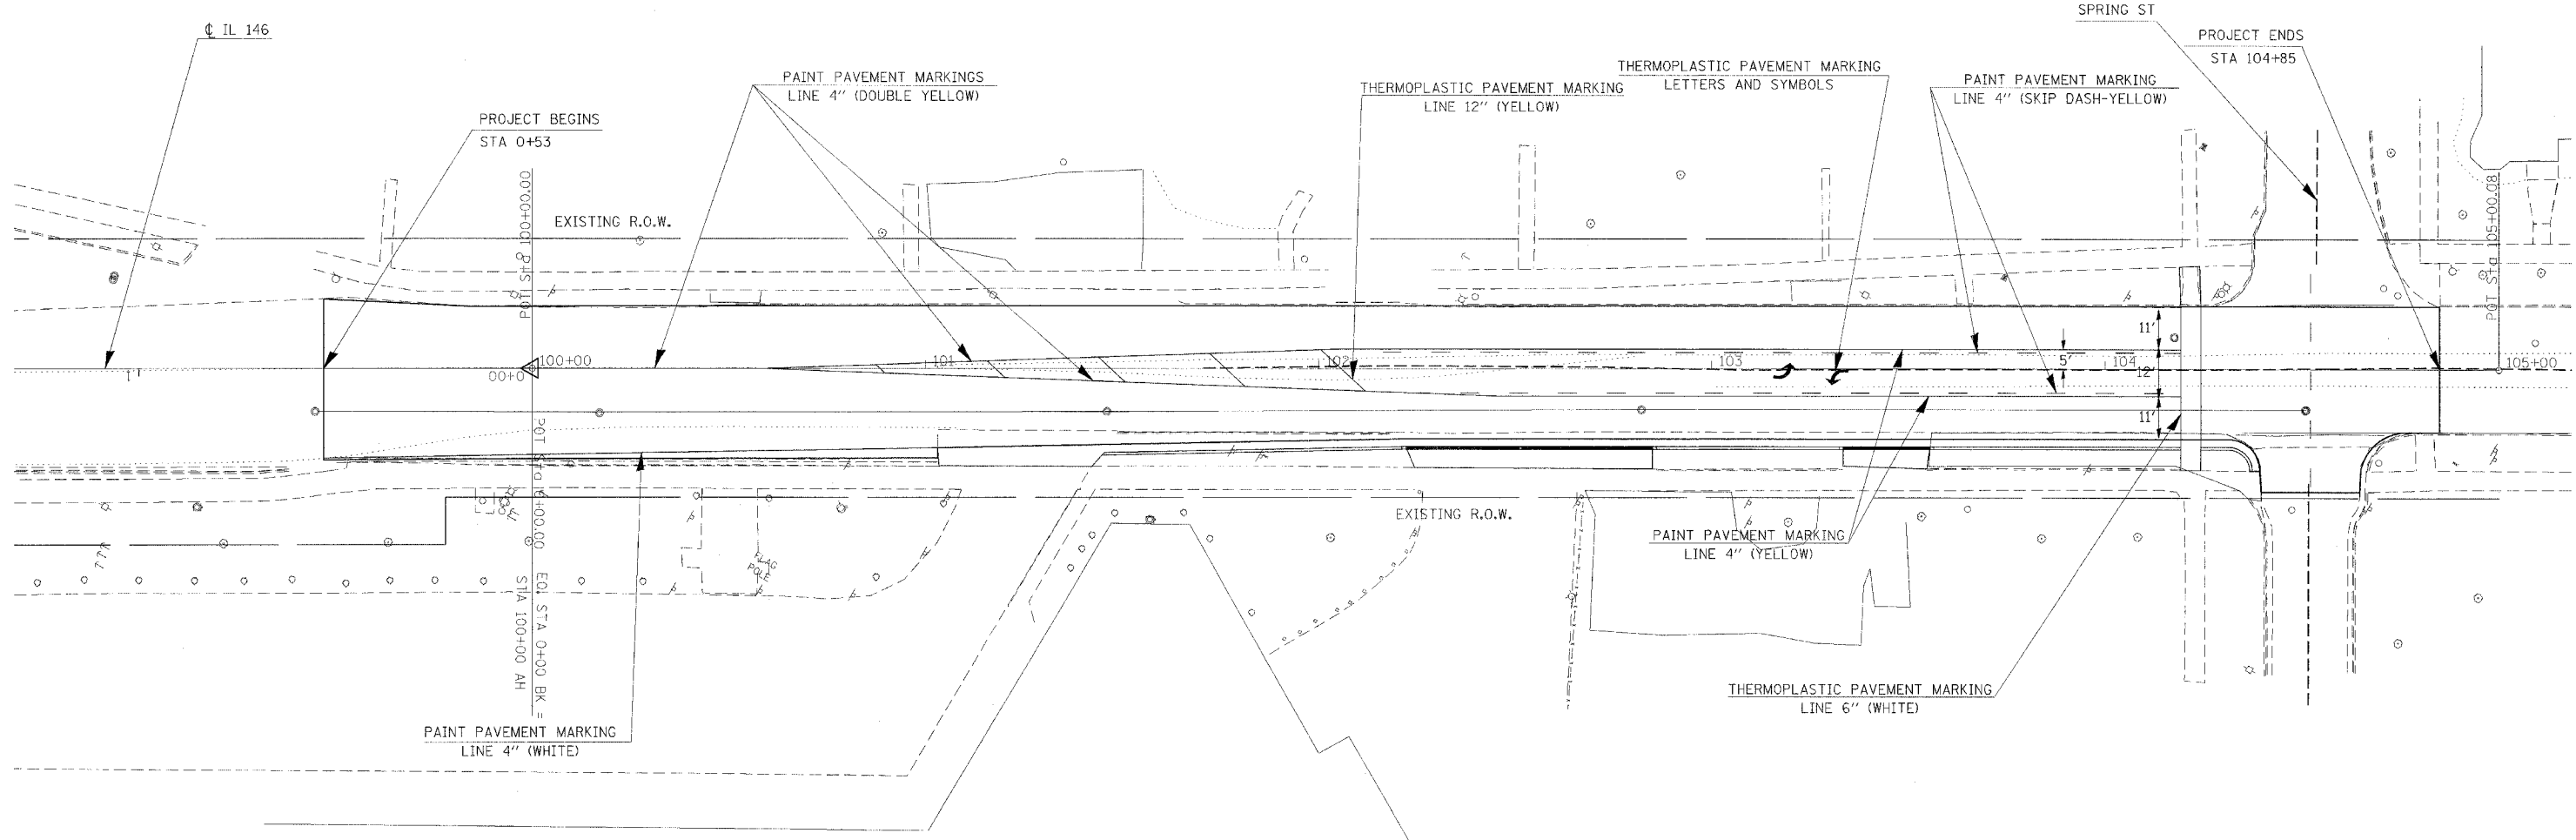 SPRING ST
℄ IL 146
PROJECT ENDS
STA 104+85
PAINT PAVEMENT MARKINGS
LINE 4" (DOUBLE YELLOW)
THERMOPLASTIC PAVEMENT MARKING
LETTERS AND SYMBOLS
THERMOPLASTIC PAVEMENT MARKING
LINE 12" (YELLOW)
PAINT PAVEMENT MARKING
LINE 4" (SKIP DASH-YELLOW)
PROJECT BEGINS
STA 0+53
POT Sta 100+00.00
EXISTING R.O.W.
POT Sta 105+00.08
11'
100+00
101
102
103
5'
104
12'
105+00
00+0
11'
POT Sta 0+00.00
EXISTING R.O.W.
PAINT PAVEMENT MARKING
LINE 4" (YELLOW)
FLAG
POLE
EQ. STA 0+00 BK =
STA 100+00 AH
THERMOPLASTIC PAVEMENT MARKING
LINE 6" (WHITE)
PAINT PAVEMENT MARKING
LINE 4" (WHITE)